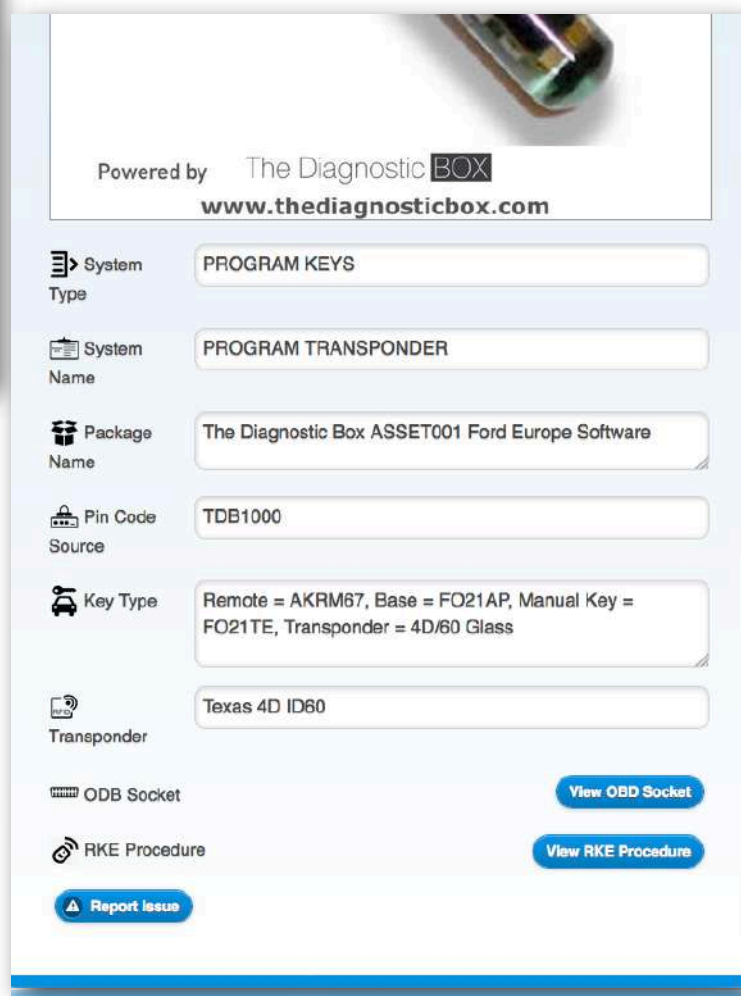 Powered by The Diagnostic BOX
www.thediagnosticbox.com
System Type
PROGRAM KEYS
System Name
PROGRAM TRANSPONDER
Package Name
The Diagnostic Box ASSET001 Ford Europe Software
Pin Code Source
TDB1000
Key Type
Remote = AKRM67, Base = FO21AP, Manual Key =
FO21TE, Transponder = 4D/60 Glass
RFID
Transponder
Texas 4D ID60
ODB Socket
View OBD Socket
RKE Procedure
View RKE Procedure
Report Issue